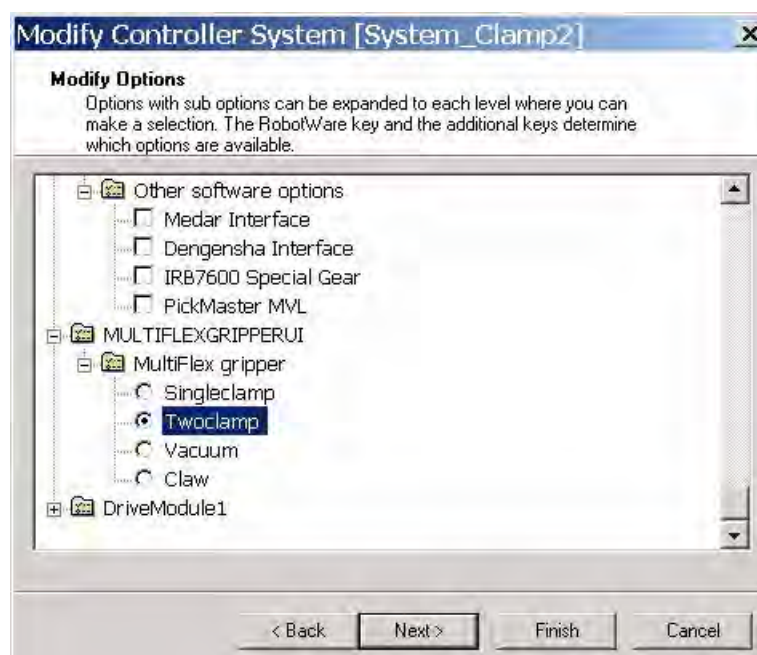 Modify Controller System [System_Clamp2]
Modify Options
Options with sub options can be expanded to each level where you can
make a selection. The RobotWare key and the additional keys determine
which options are available.
Other software options
Medar Interface
Dengensha Interface
IRB7600 Special Gear
PickMaster MVL
MULTIFLEXGRIPPERUI
MultiFlex gripper
Singleclamp
Twoclamp
Vacuum
Claw
DriveModule1
< Back Next > Finish Cancel